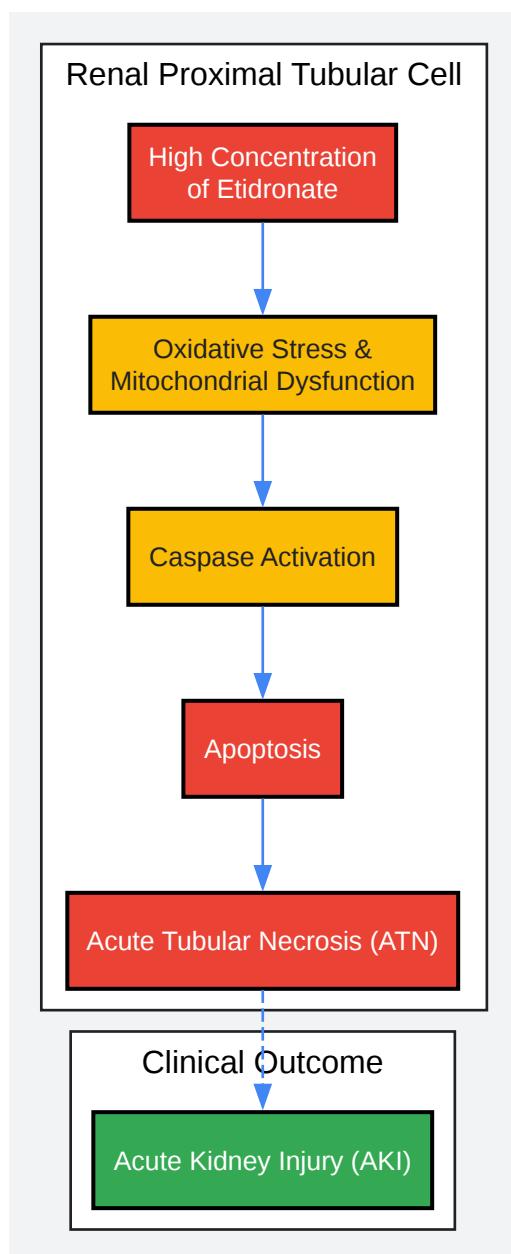 Renal Proximal Tubular Cell
High Concentration
of Etidronate
Oxidative Stress &
Mitochondrial Dysfunction
Caspase Activation
Apoptosis
Acute Tubular Necrosis (ATN)
Clinical Outcome
Acute Kidney Injury (AKI)